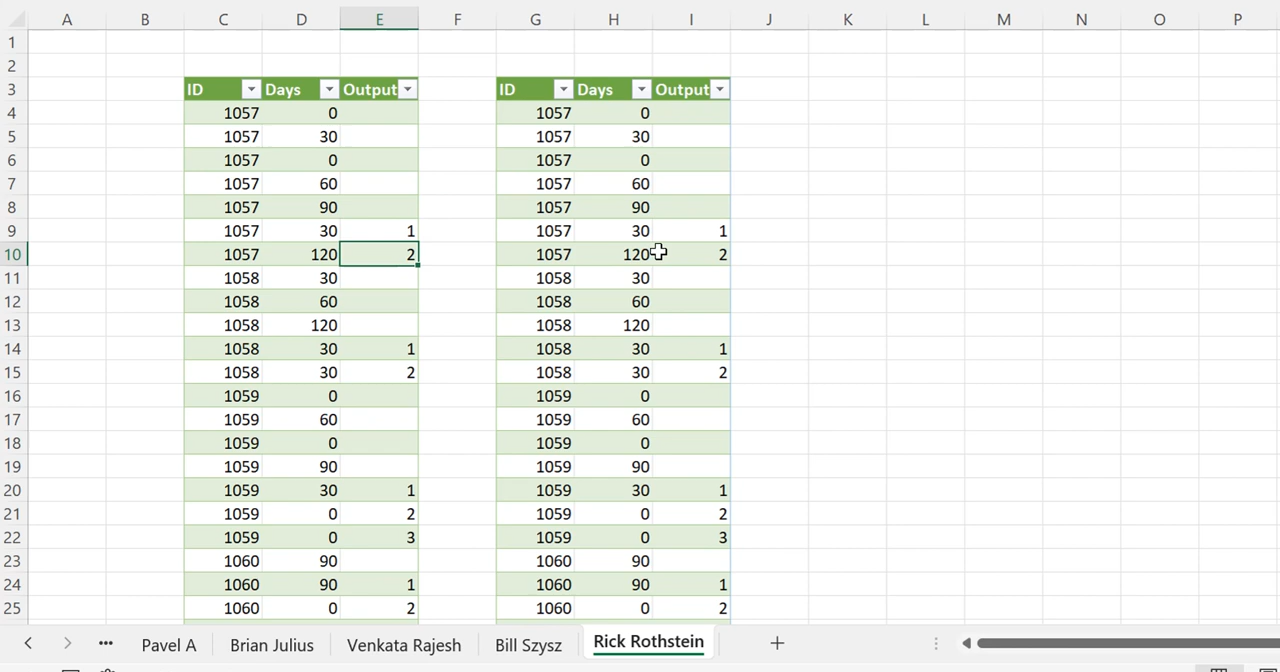 A B C D E F G H I J K L M N O P
1
2
3 ID Days Output ID Days Output
4 1057 0 1057 0
5 1057 30 1057 30
6 1057 0 1057 0
7 1057 60 1057 60
8 1057 90 1057 90
9 1057 30 1 1057 30 1
10 1057 120 2 1057 120 2
11 1058 30 1058 30
12 1058 60 1058 60
13 1058 120 1058 120
14 1058 30 1 1058 30 1
15 1058 30 2 1058 30 2
16 1059 0 1059 0
17 1059 60 1059 60
18 1059 0 1059 0
19 1059 90 1059 90
20 1059 30 1 1059 30 1
21 1059 0 2 1059 0 2
22 1059 0 3 1059 0 3
23 1060 90 1060 90
24 1060 90 1 1060 90 1
25 1060 0 2 1060 0 2
Pavel A Brian Julius Venkata Rajesh Bill Szysz Rick Rothstein